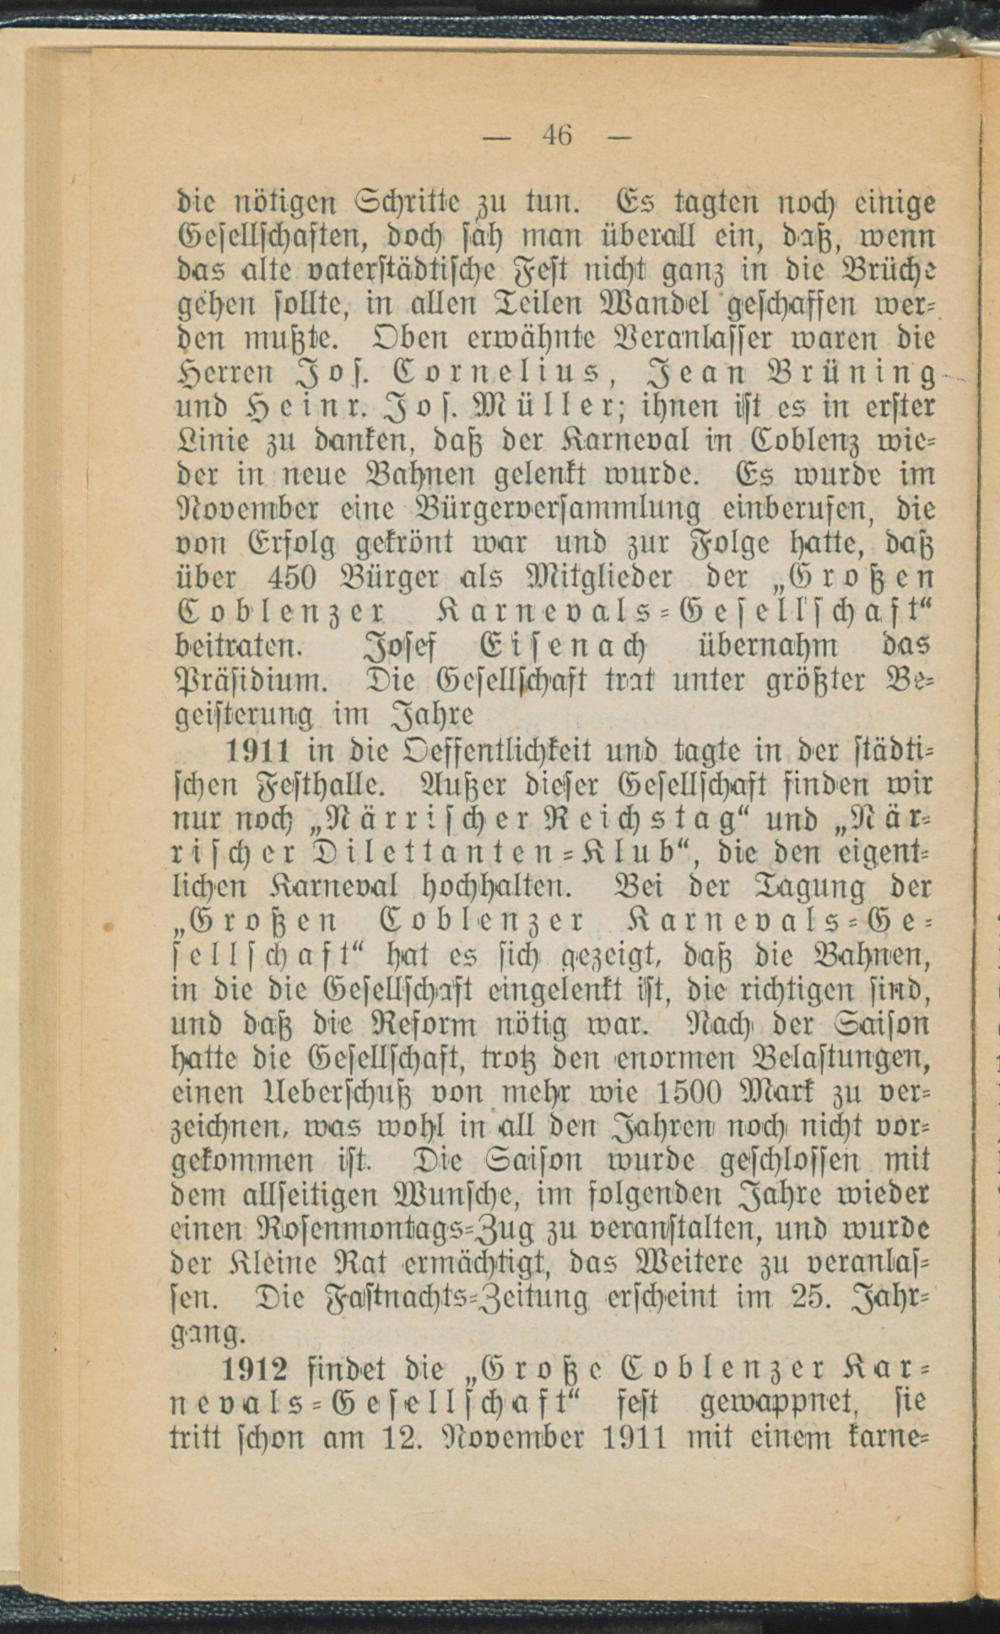 — 46 —
die nötigen Schritte zu tun. Es tagten noch einige
Gesellschaften, doch sah man überall ein, daß, wenn
das alte vaterstädtische Fest nicht ganz in die Brüche
gehen sollte, in allen Teilen Wandel geschaffen wer-
den mußte. Oben erwähnte Veranlasser waren die
Herren Jos. Cornelius, Jean Brüning
und Heinr. Jos. Müller; ihnen ist es in erster
Linie zu danken, daß der Karneval in Coblenz wie-
der in neue Bahnen gelenkt wurde. Es wurde im
November eine Bürgerversammlung einberufen, die
von Erfolg gekrönt war und zur Folge hatte, daß
über 450 Bürger als Mitglieder der „Großen
Coblenzer Karnevals-Gesellschaft“
beitraten. Josef Eisenach übernahm das
Präsidium. Die Gesellschaft trat unter größter Be-
geisterung im Jahre
1911 in die Oeffentlichkeit und tagte in der städti-
schen Festhalle. Außer dieser Gesellschaft finden wir
nur noch „Närrischer Reichstag“ und „När-
rischer Dilettanten-Klub“, die den eigent-
lichen Karneval hochhalten. Bei der Tagung der
„Großen Coblenzer Karnevals-Ge-
sellschaft“ hat es sich gezeigt, daß die Bahnen,
in die die Gesellschaft eingelenkt ist, die richtigen sind,
und daß die Reform nötig war. Nach der Saison
hatte die Gesellschaft, trotz den enormen Belastungen,
einen Ueberschuß von mehr wie 1500 Mark zu ver-
zeichnen, was wohl in all den Jahren noch nicht vor-
gekommen ist. Die Saison wurde geschlossen mit
dem allseitigen Wunsche, im folgenden Jahre wieder
einen Rosenmontags-Zug zu veranstalten, und wurde
der Kleine Rat ermächtigt, das Weitere zu veranlas-
sen. Die Fastnachts-Zeitung erscheint im 25. Jahr-
gang.
1912 findet die „Große Coblenzer Kar-
nevals-Gesellschaft“ fest gewappnet, sie
tritt schon am 12. November 1911 mit einem karne-